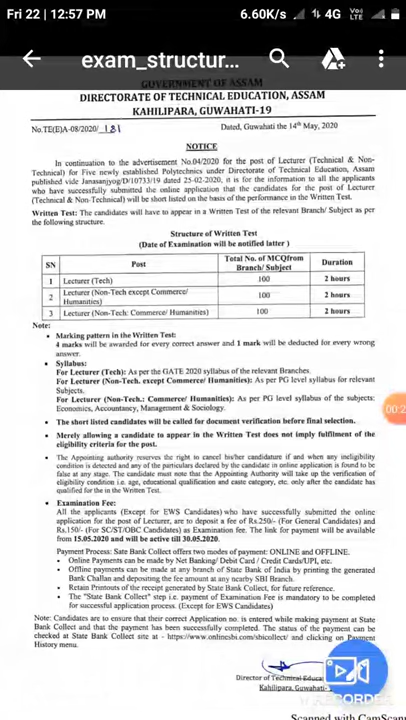 Fri 22 | 12:57 PM 6.60K/s 4G VoLTE
exam_structur...
GOVERNMENT OF ASSAM
DIRECTORATE OF TECHNICAL EDUCATION, ASSAM
KAHILIPARA, GUWAHATI-19
No.TE(E)A-08/2020/ 181 Dated, Guwahati the 14th May, 2020
NOTICE
In continuation to the advertisement No.04/2020 for the post of Lecturer (Technical & Non-
Technical) for Five newly established Polytechnics under Directorate of Technical Education, Assam
published vide Janasanjyog/D/10733/19 dated 25-02-2020, it is for the information to all the applicants
who have successfully submitted the online application that the candidates for the post of Lecturer
(Technical & Non-Technical) will be short listed on the basis of the performance in the Written Test.
Written Test: The candidates will have to appear in a Written Test of the relevant Branch/ Subject as per
the following structure.
Structure of Written Test
(Date of Examination will be notified latter )
SN Post Total No. of MCQfrom Branch/ Subject Duration
1 Lecturer (Tech) 100 2 hours
2 Lecturer (Non-Tech except Commerce/ Humanities) 100 2 hours
3 Lecturer (Non-Tech: Commerce/ Humanities) 100 2 hours
Note:
• Marking pattern in the Written Test:
4 marks will be awarded for every correct answer and 1 mark will be deducted for every wrong
answer.
• Syllabus:
For Lecturer (Tech): As per the GATE 2020 syllabus of the relevant Branches.
For Lecturer (Non-Tech. except Commerce/ Humanities): As per PG level syllabus for relevant
Subjects.
For Lecturer (Non-Tech.: Commerce/ Humanities): As per PG level syllabus of the subjects:
Economics, Accountancy, Management & Sociology.
• The short listed candidates will be called for document verification before final selection.
• Merely allowing a candidate to appear in the Written Test does not imply fulfilment of the
eligibility criteria for the post.
• The Appointing authority reserves the right to cancel his/her candidature if and when any ineligibility
condition is detected and any of the particulars declared by the candidate in online application is found to be
false at any stage. The candidate must note that the Appointing Authority will take up the verification of
eligibility condition i.e. age, educational qualification and caste category, etc. only after the candidate has
qualified for the in the Written Test.
• Examination Fee:
All the applicants (Except for EWS Candidates) who have successfully submitted the online
application for the post of Lecturer, are to deposit a fee of Rs.250/- (For General Candidates) and
Rs.150/- (For SC/ST/OBC Candidates) as Examination fee. The link for payment will be available
from 15.05.2020 and will be active till 30.05.2020.
Payment Process: Sate Bank Collect offers two modes of payment: ONLINE and OFFLINE.
• Online Payments can be made by Net Banking/ Debit Card / Credit Cards/UPI, etc.
• Offline payments can be made at any branch of State Bank of India by printing the generated
Bank Challan and depositing the fee amount at any nearby SBI Branch.
• Retain Printouts of the receipt generated by State Bank Collect, for future reference.
• The "State Bank Collect" step i.e. payment of Examination Fee is mandatory to be completed
for successful application process. (Except for EWS Candidates)
Note: Candidates are to ensure that their correct Application no. is entered while making payment at State
Bank Collect and that the payment has been successfully completed. The status of the payment can be
checked at State Bank Collect site at - https://www.onlinesbi.com/sbicollect/ and clicking on Payment
History menu.
Director of Technical Educa
Kahilipara, Guwahati-
RECORDER
Scanned with CamSca